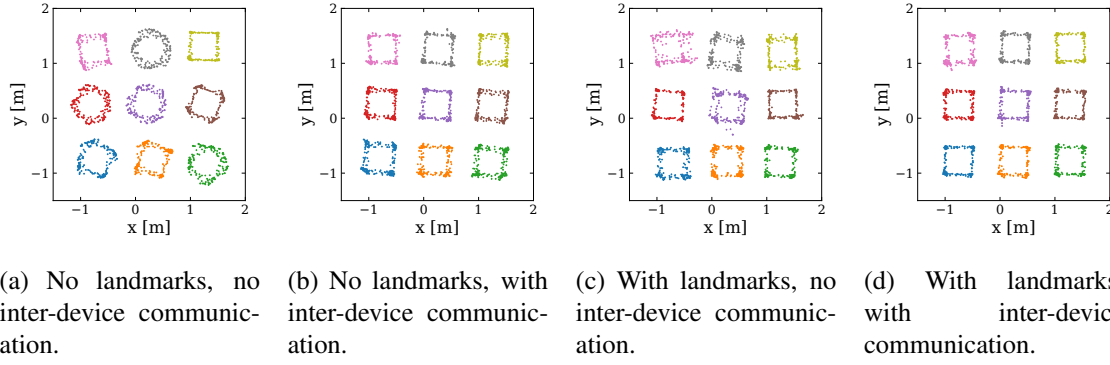 2
1
0
−1
y [m]
−1 0 1 2
x [m]
2
1
0
−1
y [m]
−1 0 1 2
x [m]
2
1
0
−1
y [m]
−1 0 1 2
x [m]
2
1
0
−1
y [m]
−1 0 1 2
x [m]
(a) No landmarks, no
inter-device communic-
ation.
(b) No landmarks, with
inter-device communic-
ation.
(c) With landmarks, no
inter-device communic-
ation.
(d) With landmarks
with inter-devic
communication.